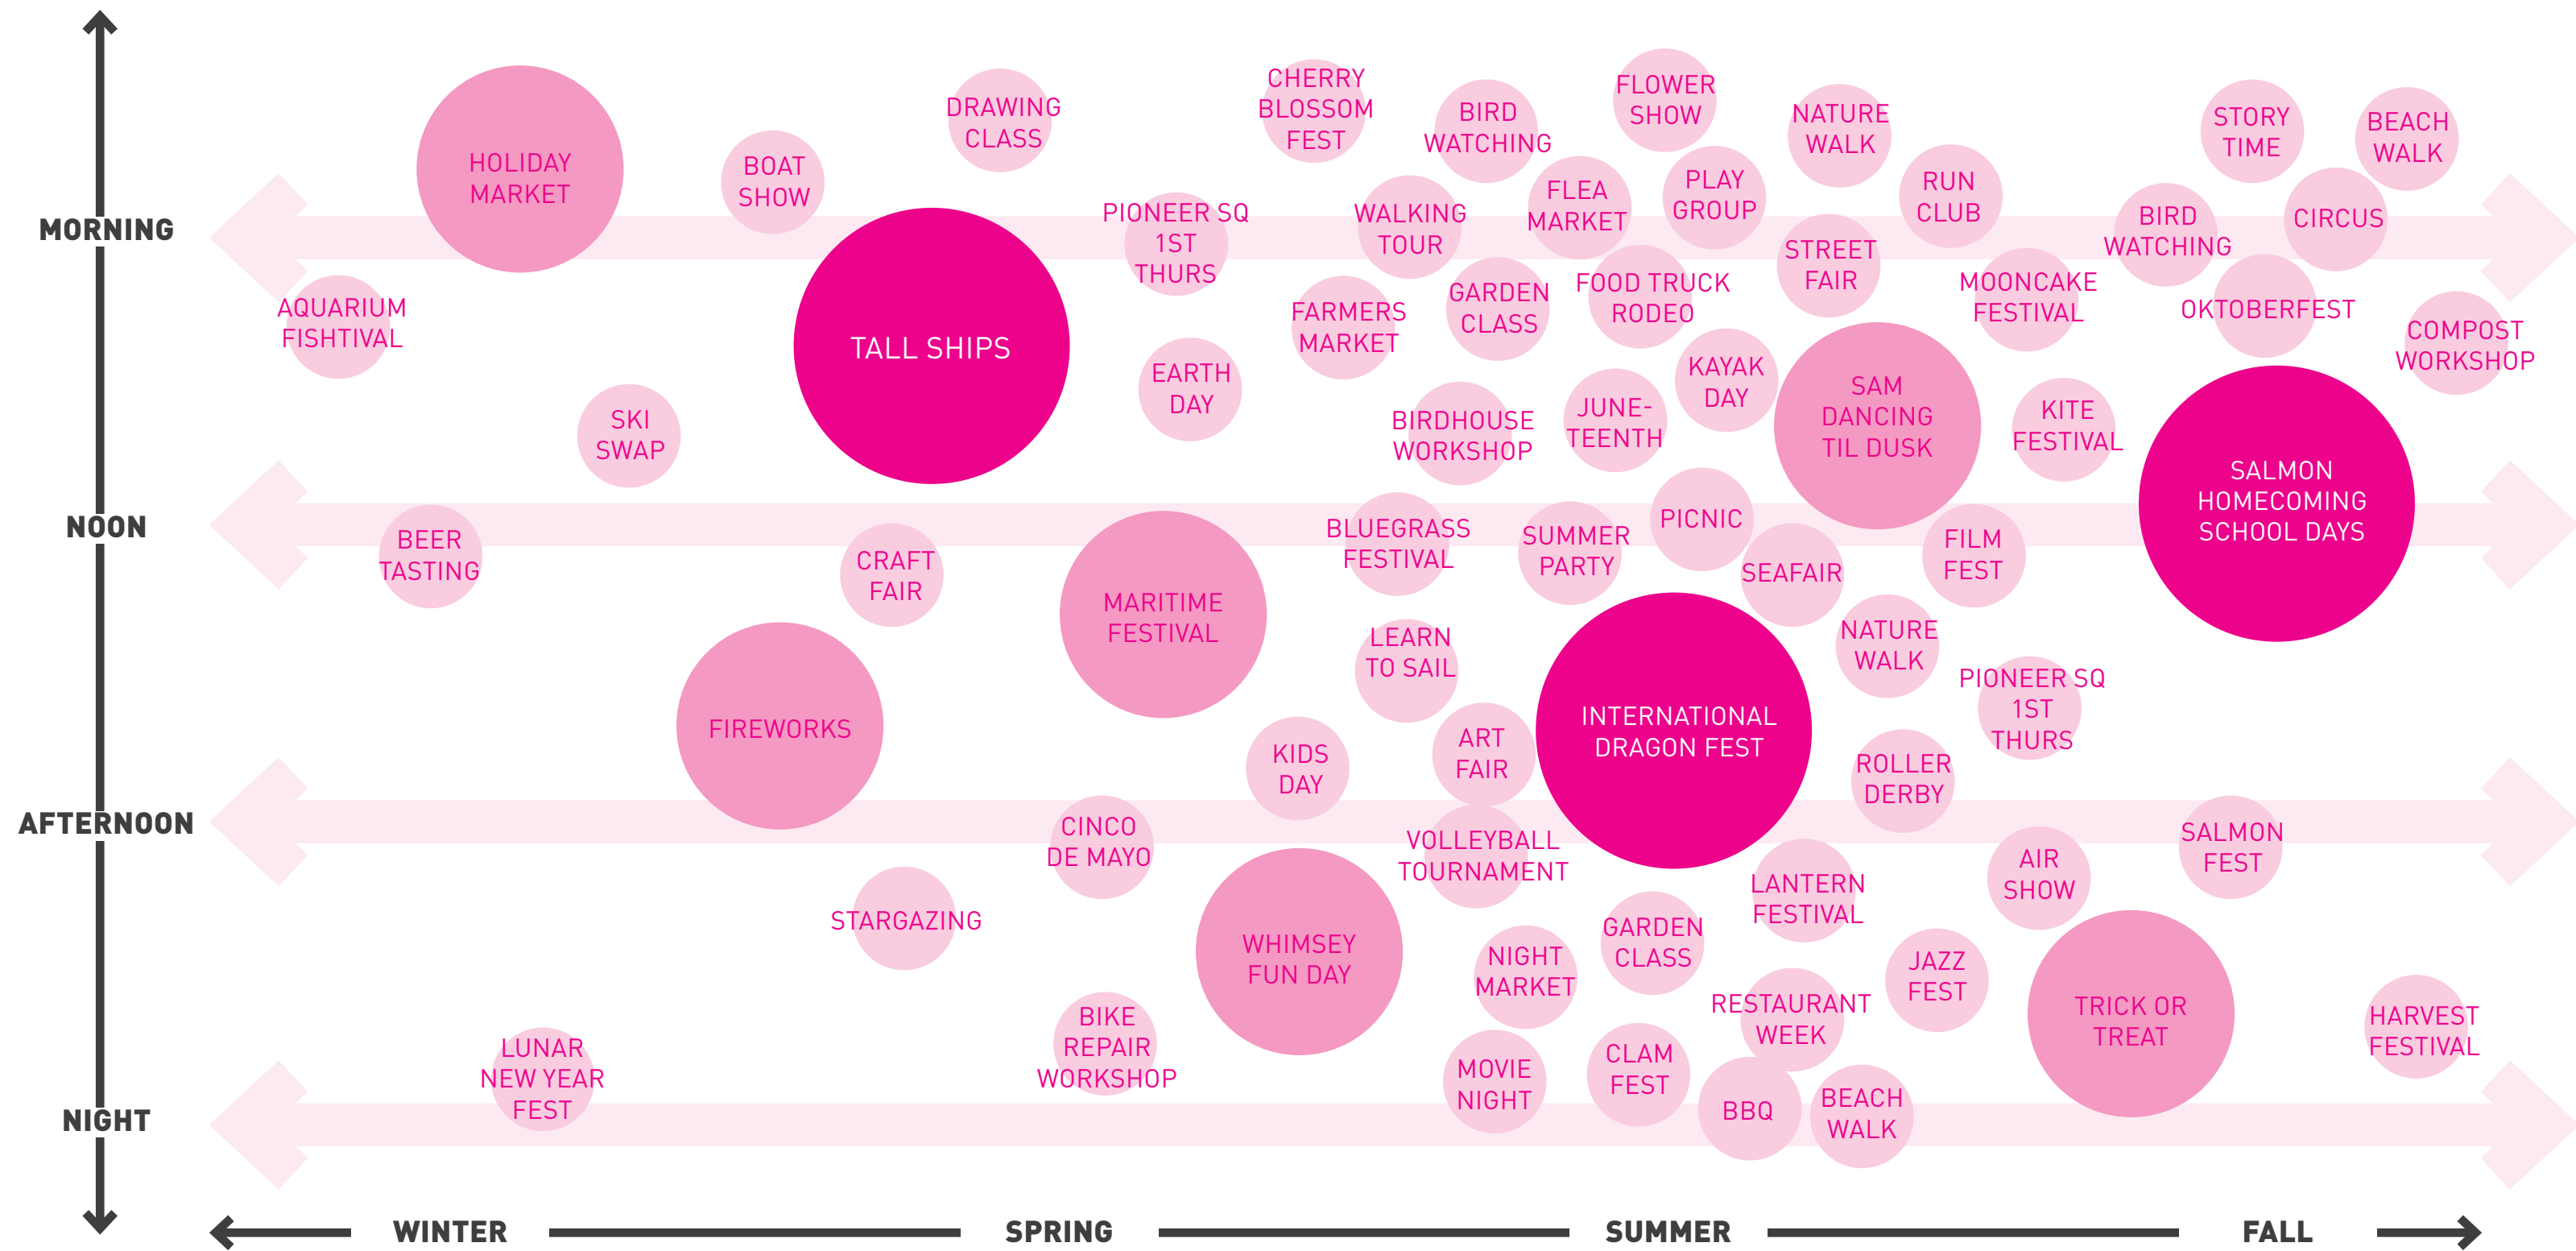 CHERRY
BLOSSOM
FEST
FLOWER
SHOW
DRAWING
CLASS
BIRD
WATCHING
NATURE
WALK
STORY
TIME
BEACH
WALK
HOLIDAY
MARKET
BOAT
SHOW
PIONEER SQ
1ST
THURS
WALKING
TOUR
FLEA
MARKET
PLAY
GROUP
RUN
CLUB
BIRD
WATCHING
CIRCUS
MORNING
STREET
FAIR
AQUARIUM
FISHTIVAL
TALL SHIPS
FARMERS
MARKET
GARDEN
CLASS
FOOD TRUCK
RODEO
MOONCAKE
FESTIVAL
OKTOBERFEST
COMPOST
WORKSHOP
EARTH
DAY
KAYAK
DAY
SAM
DANCING
TIL DUSK
SKI
SWAP
BIRDHOUSE
WORKSHOP
JUNE-
TEENTH
KITE
FESTIVAL
SALMON
HOMECOMING
SCHOOL DAYS
NOON
BEER
TASTING
CRAFT
FAIR
BLUEGRASS
FESTIVAL
SUMMER
PARTY
PICNIC
SEAFAIR
FILM
FEST
MARITIME
FESTIVAL
LEARN
TO SAIL
NATURE
WALK
PIONEER SQ
1ST
THURS
FIREWORKS
KIDS
DAY
ART
FAIR
INTERNATIONAL
DRAGON FEST
ROLLER
DERBY
AFTERNOON
CINCO
DE MAYO
VOLLEYBALL
TOURNAMENT
LANTERN
FESTIVAL
AIR
SHOW
SALMON
FEST
STARGAZING
WHIMSEY
FUN DAY
NIGHT
MARKET
GARDEN
CLASS
JAZZ
FEST
LUNAR
NEW YEAR
FEST
BIKE
REPAIR
WORKSHOP
RESTAURANT
WEEK
TRICK OR
TREAT
HARVEST
FESTIVAL
MOVIE
NIGHT
CLAM
FEST
BBQ
BEACH
WALK
NIGHT
WINTER
SPRING
SUMMER
FALL